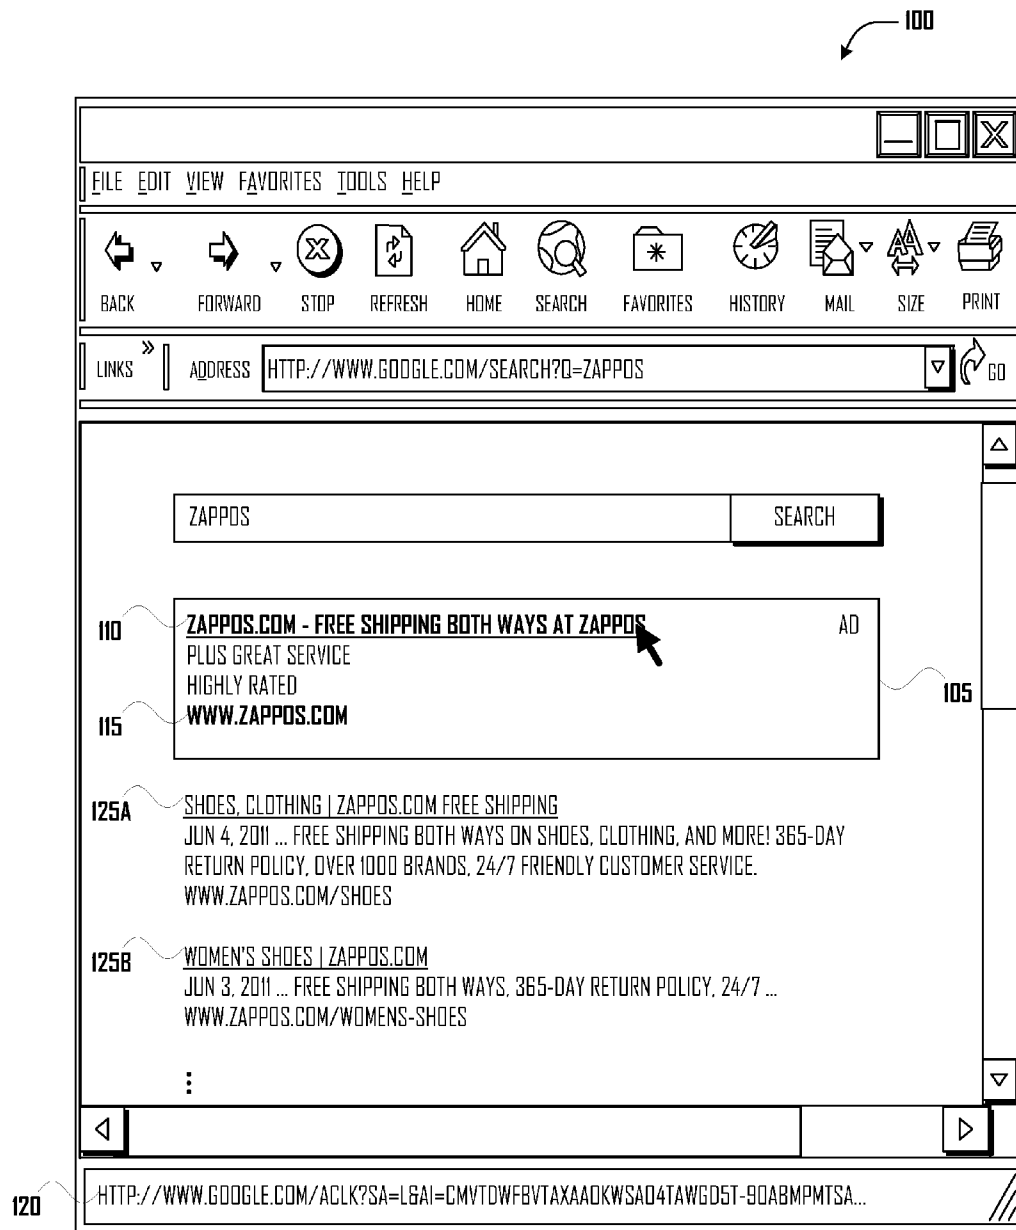 100
FILE EDIT VIEW FAVORITES TOOLS HELP
BACK FORWARD STOP REFRESH HOME SEARCH FAVORITES HISTORY MAIL SIZE PRINT
LINKS » ADDRESS HTTP://WWW.GOOGLE.COM/SEARCH?Q=ZAPPOS GO
ZAPPOS SEARCH
110 ZAPPOS.COM - FREE SHIPPING BOTH WAYS AT ZAPPOS AD
PLUS GREAT SERVICE
HIGHLY RATED
105
115 WWW.ZAPPOS.COM
125A SHOES, CLOTHING | ZAPPOS.COM FREE SHIPPING
JUN 4, 2011 ... FREE SHIPPING BOTH WAYS ON SHOES, CLOTHING, AND MORE! 365-DAY
RETURN POLICY, OVER 1000 BRANDS, 24/7 FRIENDLY CUSTOMER SERVICE.
WWW.ZAPPOS.COM/SHOES
125B WOMEN'S SHOES | ZAPPOS.COM
JUN 3, 2011 ... FREE SHIPPING BOTH WAYS, 365-DAY RETURN POLICY, 24/7 ...
WWW.ZAPPOS.COM/WOMENS-SHOES
120 HTTP://WWW.GOOGLE.COM/ACLK?SA=L&AI=CMVTDWFBVTAXAAOKWSAO4TAWGD5T-9OABMPMTSA...